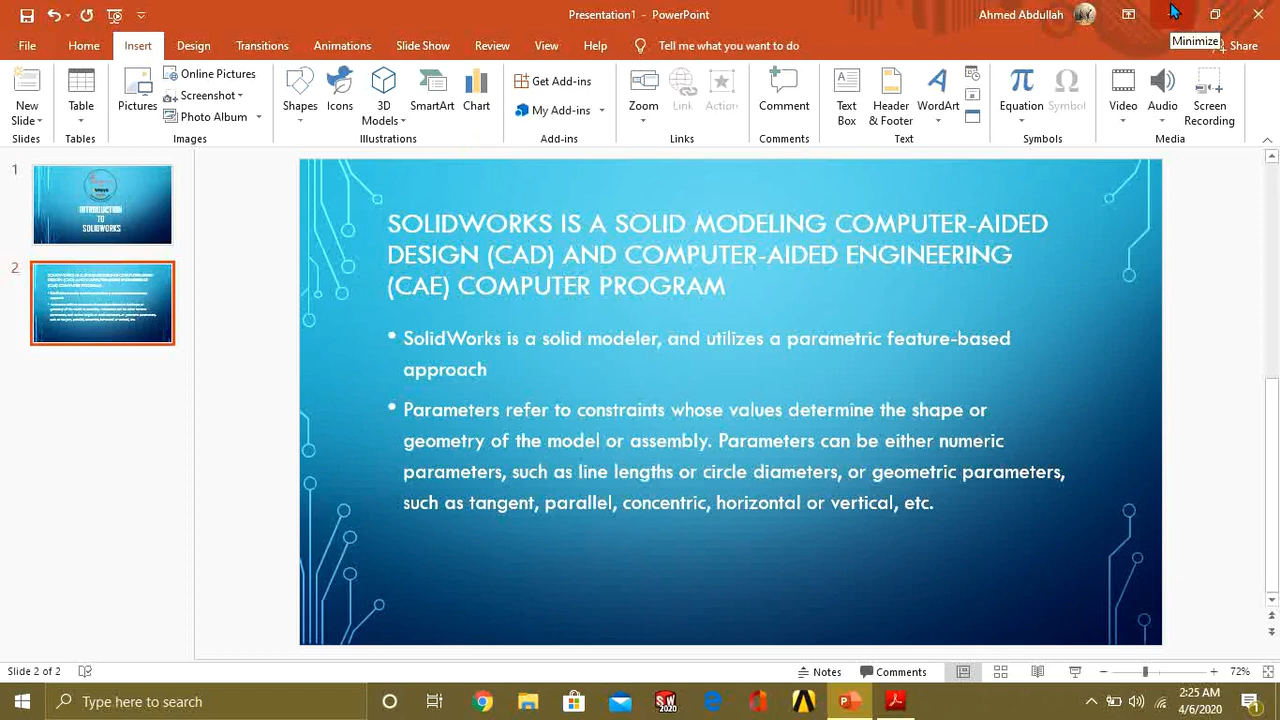 Presentation1 - PowerPoint
Ahmed Abdullah
Minimize
File Home Insert Design Transitions Animations Slide Show Review View Help Tell me what you want to do Share
New Slide
Table
Pictures
Online Pictures
Screenshot
Photo Album
Shapes
Icons
3D Models
SmartArt
Chart
Get Add-ins
My Add-ins
Zoom
Link
Action
Comment
Text Box
Header & Footer
WordArt
Equation
Symbol
Video
Audio
Screen Recording
Slides Tables Images Illustrations Add-ins Links Comments Text Symbols Media
1
INTRODUCTION
TO
SOLIDWORKS
2
SOLIDWORKS IS A SOLID MODELING COMPUTER-AIDED
DESIGN (CAD) AND COMPUTER-AIDED ENGINEERING
(CAE) COMPUTER PROGRAM
• SolidWorks is a solid modeler, and utilizes a parametric feature-based
approach
• Parameters refer to constraints whose values determine the shape or
geometry of the model or assembly. Parameters can be either numeric
parameters, such as line lengths or circle diameters, or geometric parameters,
such as tangent, parallel, concentric, horizontal or vertical, etc.
Slide 2 of 2
Notes
Comments
72%
Type here to search
SW
2020
2:25 AM
4/6/2020
1